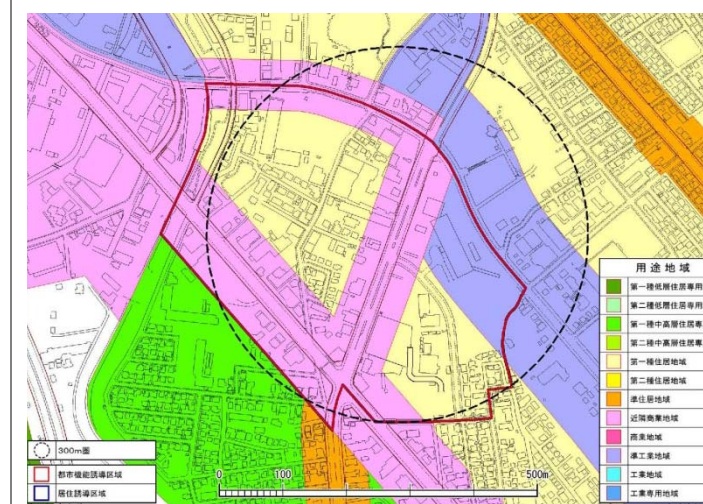 用途地域
第一種低層住居専用
第二種低層住居専用
第一種中高層住居専
第二種中高層住居専
第一種住居地域
第二種住居地域
準住居地域
近隣商業地域
商業地域
準工業地域
工業地域
工業専用地域
300m圏
都市機能誘導区域
居住誘導区域
0 100 500m